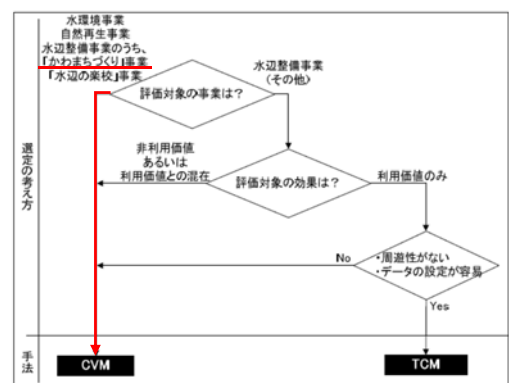 水環境事業
自然再生事業
水辺整備事業のうち、
『かわまちづくり』事業
『水辺の楽校』事業
水辺整備事業
（その他）
評価対象の事業は？
選定の考え方
非利用価値
あるいは
利用価値との混在
評価対象の効果は？
利用価値のみ
No
・周遊性がない
・データの設定が容易
Yes
手法
CVM
TCM